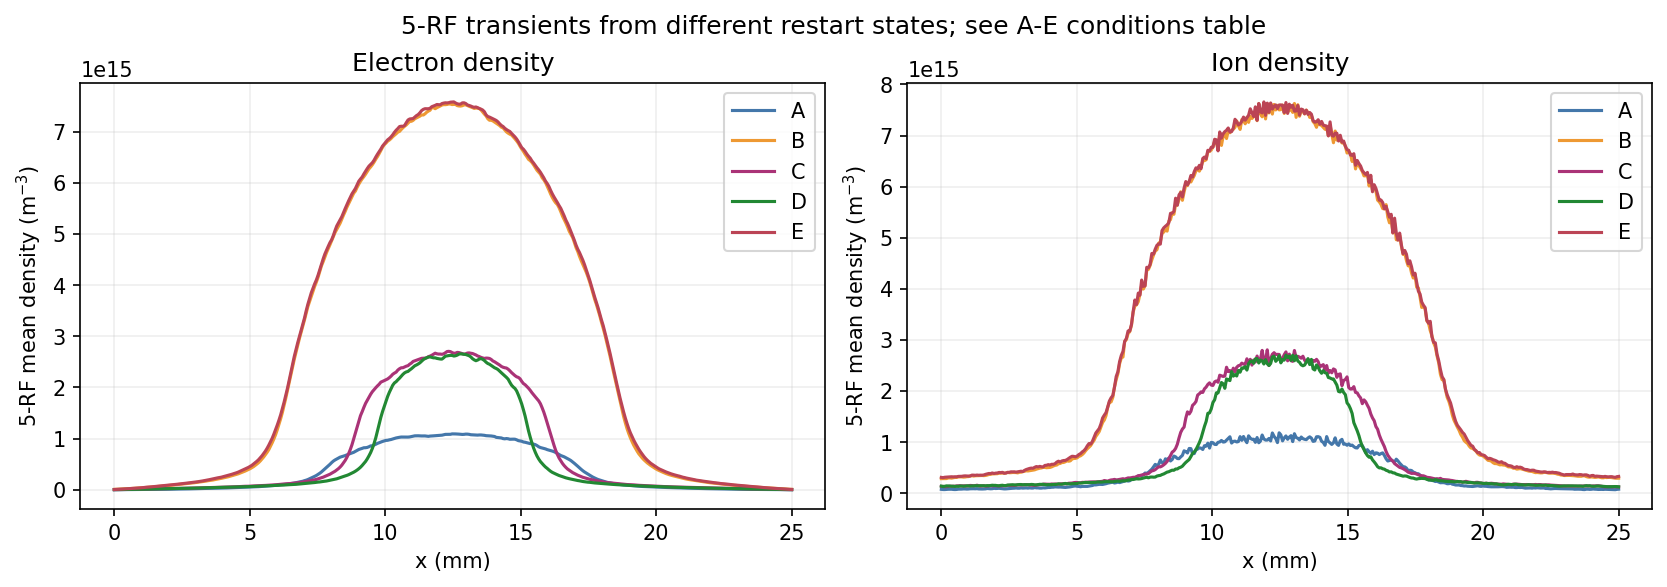 5-RF transients from different restart states; see A-E conditions table
Electron density
1e15
7
6
5
4
3
2
1
0
5-RF mean density (m⁻³)
0 5 10 15 20 25
x (mm)
A
B
C
D
E
Ion density
1e15
8
7
6
5
4
3
2
1
0
5-RF mean density (m⁻³)
0 5 10 15 20 25
x (mm)
A
B
C
D
E